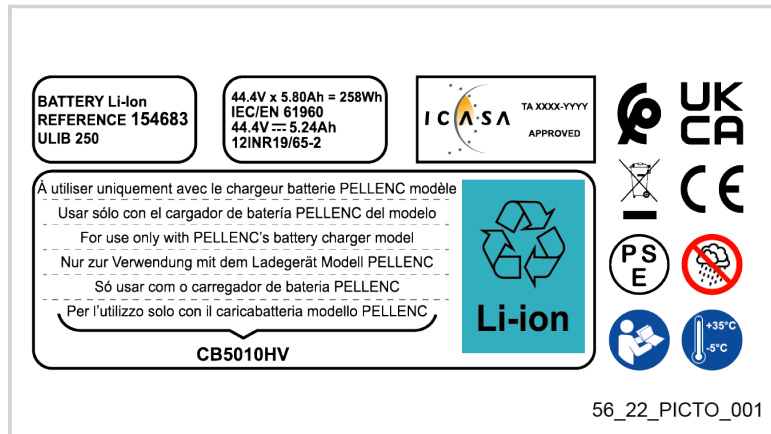 BATTERY Li-Ion
REFERENCE 154683
ULIB 250
44.4V x 5.80Ah = 258Wh
IEC/EN 61960
44.4V ⎓ 5.24Ah
12INR19/65-2
ICASA
TA XXXX-YYYY
APPROVED
UK
CA
CE
À utiliser uniquement avec le chargeur batterie PELLENC modèle
Usar sólo con el cargador de batería PELLENC del modelo
For use only with PELLENC's battery charger model
Nur zur Verwendung mit dem Ladegerät Modell PELLENC
Só usar com o carregador de bateria PELLENC
Per l'utilizzo solo con il caricabatteria modello PELLENC
CB5010HV
Li-ion
PS
E
+35°C
-5°C
56_22_PICTO_001